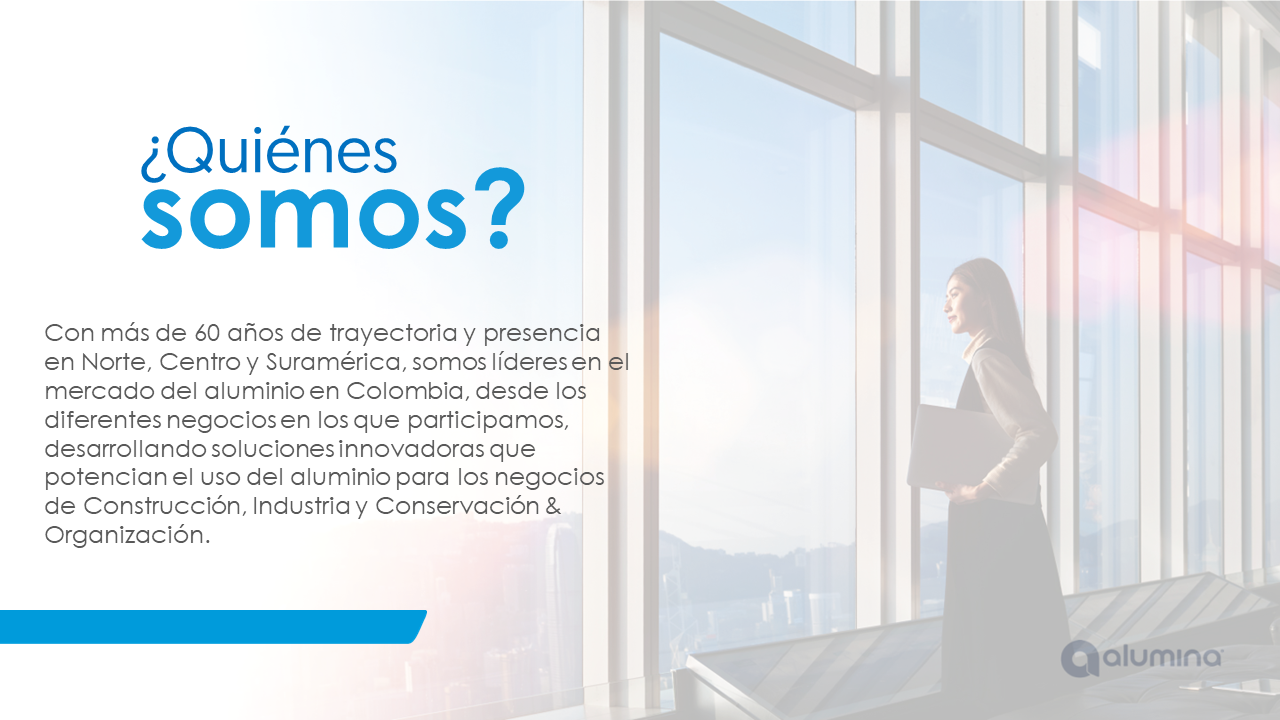 ¿Quiénes
somos?
Con más de 60 años de trayectoria y presencia
en Norte, Centro y Suramérica, somos líderes en el
mercado del aluminio en Colombia, desde los
diferentes negocios en los que participamos,
desarrollando soluciones innovadoras que
potencian el uso del aluminio para los negocios
de Construcción, Industria y Conservación &
Organización.
alumina